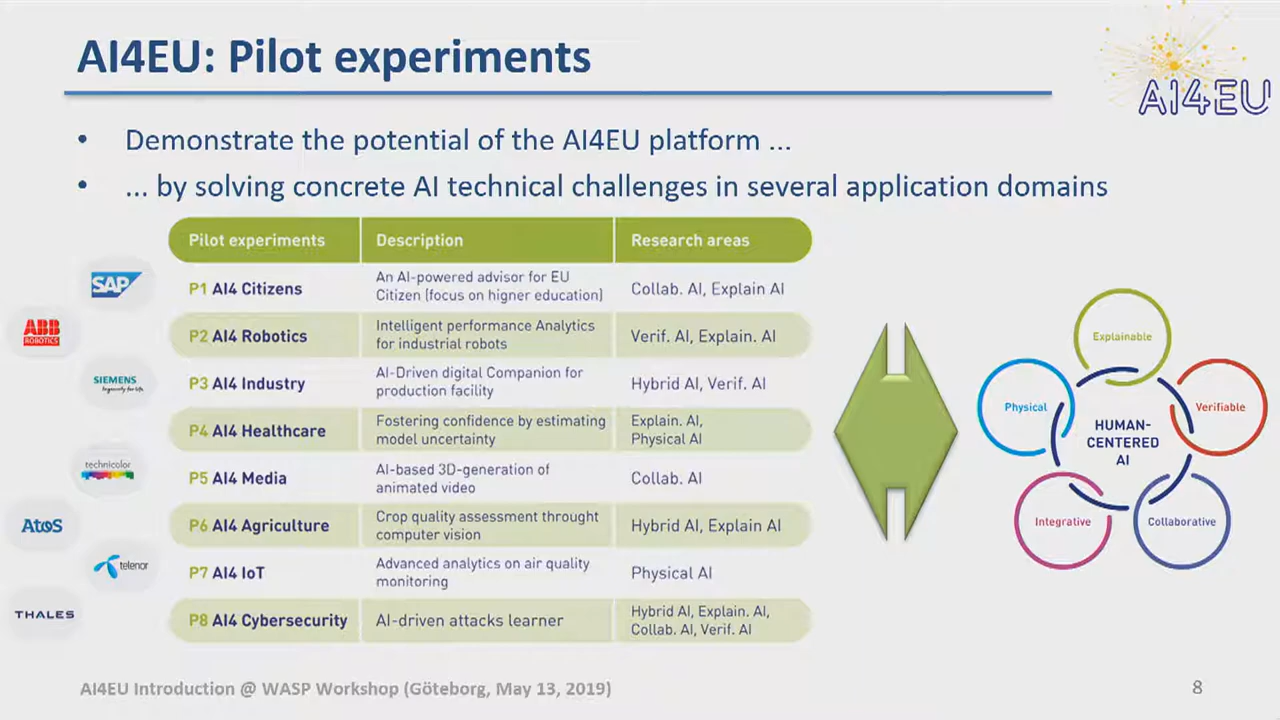 AI4EU: Pilot experiments
AI4EU
• Demonstrate the potential of the AI4EU platform ...
• ... by solving concrete AI technical challenges in several application domains
Pilot experiments Description Research areas
SAP
P1 AI4 Citizens
An AI-powered advisor for EU
Citizen (focus on higher education)
Collab. AI, Explain AI
ABB
ROBOTICS
P2 AI4 Robotics
Intelligent performance Analytics
for industrial robots
Verif. AI, Explain. AI
SIEMENS
Ingenuity for life
P3 AI4 Industry
AI-Driven digital Companion for
production facility
Hybrid AI, Verif. AI
P4 AI4 Healthcare
Fostering confidence by estimating
model uncertainty
Explain. AI,
Physical AI
technicolor
P5 AI4 Media
AI-based 3D-generation of
animated video
Collab. AI
Atos
P6 AI4 Agriculture
Crop quality assessment throught
computer vision
Hybrid AI, Explain AI
telenor
P7 AI4 IoT
Advanced analytics on air quality
monitoring
Physical AI
THALES
P8 AI4 Cybersecurity
AI-driven attacks learner
Hybrid AI, Explain. AI,
Collab. AI, Verif. AI
Explainable
Physical
Verifiable
HUMAN-
CENTERED
AI
Integrative
Collaborative
AI4EU Introduction @ WASP Workshop (Göteborg, May 13, 2019)
8